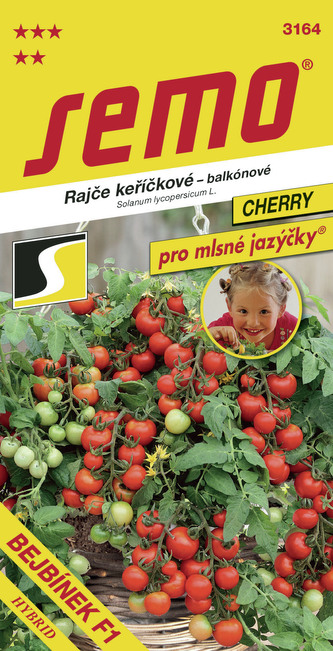 ★★★ 3164
★★
semo®
Rajče keříčkové – balkónové
Solanum lycopersicum L.
CHERRY
pro mlsné jazýčky®
BEJBÍNEK F1
HYBRID